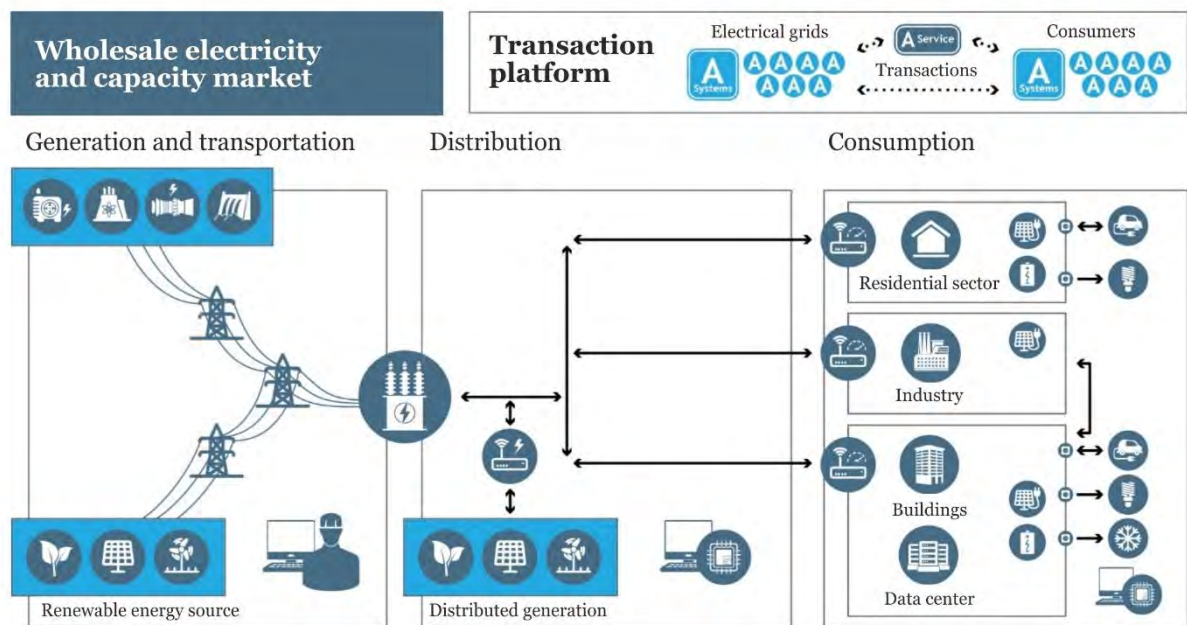 Wholesale electricity
and capacity market
Transaction
platform
Electrical grids
A Service
Consumers
A
Systems
A A A A
A A A
Transactions
A
Systems
A A A A
A A A
Generation and transportation
Distribution
Consumption
Residential sector
Industry
Buildings
Data center
Renewable energy source
Distributed generation